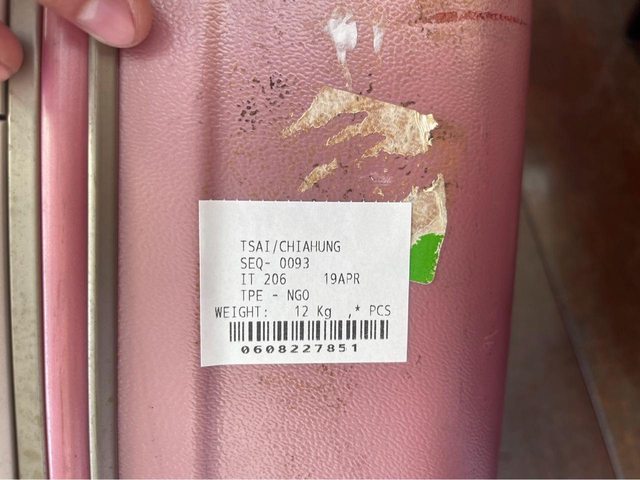 TSAI/CHIAHUNG
SEQ- 0093
IT 206 19APR
TPE - NGO
WEIGHT: 12 Kg ,* PCS
0608227851